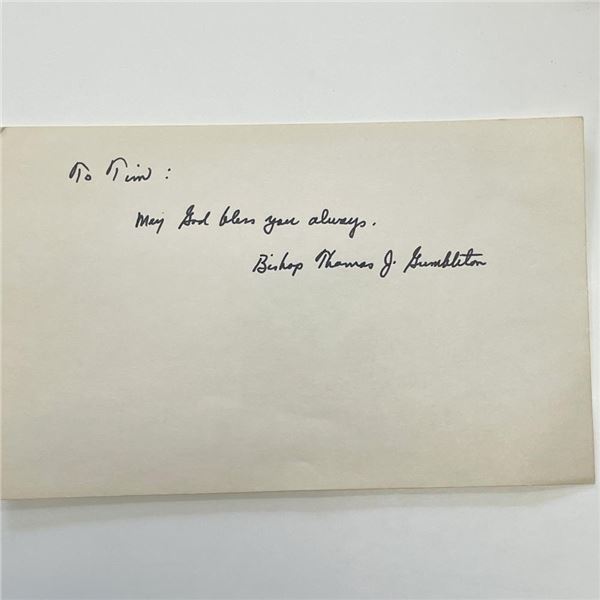 To Tim:
May God bless you always.
Bishop Thomas J. Gumbleton